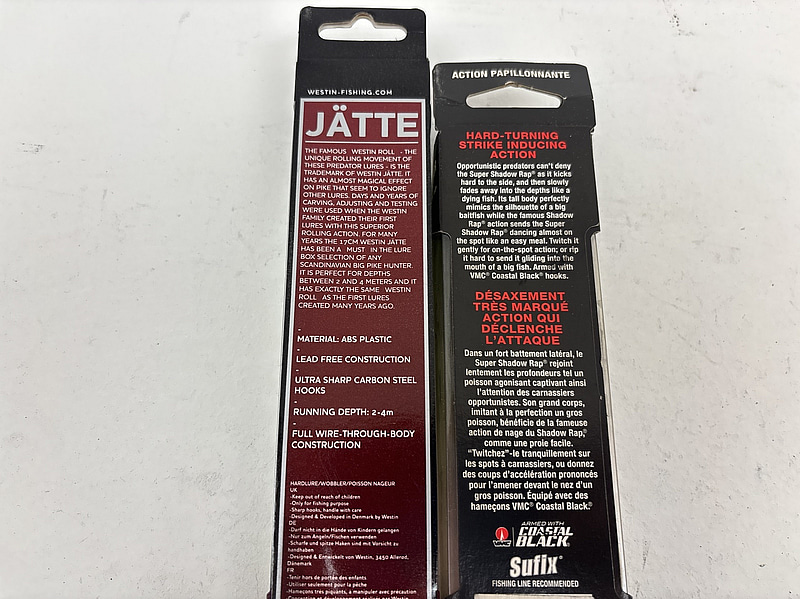 WESTIN-FISHING.COM
JÄTTE
THE FAMOUS WESTIN ROLL - THE
UNIQUE ROLLING MOVEMENT OF
THESE PREDATOR LURES - IS THE
TRADEMARK OF WESTIN JÄTTE. IT
HAS AN ALMOST MAGICAL EFFECT
ON PIKE THAT SEEM TO IGNORE
OTHER LURES. DAYS AND YEARS OF
CARVING, ADJUSTING AND TESTING
WERE USED WHEN THE WESTIN
FAMILY CREATED THEIR FIRST
LURES WITH THIS SUPERIOR
ROLLING ACTION. FOR MANY
YEARS THE 17CM WESTIN JÄTTE
HAS BEEN A MUST IN THE LURE
BOX SELECTION OF ANY
SCANDINAVIAN BIG PIKE HUNTER.
IT IS PERFECT FOR DEPTHS
BETWEEN 2 AND 4 METERS AND IT
HAS EXACTLY THE SAME WESTIN
ROLL AS THE FIRST LURES
CREATED MANY YEARS AGO.
-
MATERIAL: ABS PLASTIC
-
LEAD FREE CONSTRUCTION
-
ULTRA SHARP CARBON STEEL
HOOKS
-
RUNNING DEPTH: 2-4m
-
FULL WIRE-THROUGH-BODY
CONSTRUCTION
HARDLURE/WOBBLER/POISSON NAGEUR
UK
-Keep out of reach of children
-Only for fishing purpose
-Sharp hooks, handle with care
-Designed & Developed in Denmark by Westin
DE
-Darf nicht in die Hände von Kindern gelangen
-Nur zum Angeln/Fischen verwenden
-Scharfe und spitze Haken sind mit Vorsicht zu
handhaben
-Designed & Entwickelt von Westin, 3450 Allerød,
Dänemark
FR
-Tenir hors de portée des enfants
-Utiliser seulement pour la pêche
-Hameçons très piquants, a manipuler avec précaution
ACTION PAPILLONNANTE
HARD-TURNING
STRIKE INDUCING
ACTION
Opportunistic predators can't deny
the Super Shadow Rap® as it kicks
hard to the side, and then slowly
fades away into the depths like a
dying fish. Its tall body perfectly
mimics the silhouette of a big
baitfish while the famous Shadow
Rap® action sends the Super
Shadow Rap® dancing almost on
the spot like an easy meal. Twitch it
gently for on-the-spot action; or rip
it hard to send it gliding into the
mouth of a big fish. Armed with
VMC® Coastal Black® hooks.
DÉSAXEMENT
TRÈS MARQUÉ
ACTION QUI
DÉCLENCHE
L'ATTAQUE
Dans un fort battement latéral, le
Super Shadow Rap® rejoint
lentement les profondeurs tel un
poisson agonisant captivant ainsi
l'attention des carnassiers
opportunistes. Son grand corps,
imitant à la perfection un gros
poisson, bénéficie de la fameuse
action de nage du Shadow Rap®,
comme une proie facile.
"Twitchez"-le tranquillement sur
les spots à carnassiers, ou donnez
des coups d'accélération prononcés
pour l'amener devant le nez d'un
gros poisson. Équipé avec des
hameçons VMC® Coastal Black®
VMC
ARMED WITH
COASTAL
BLACK
Sufix®
FISHING LINE RECOMMENDED